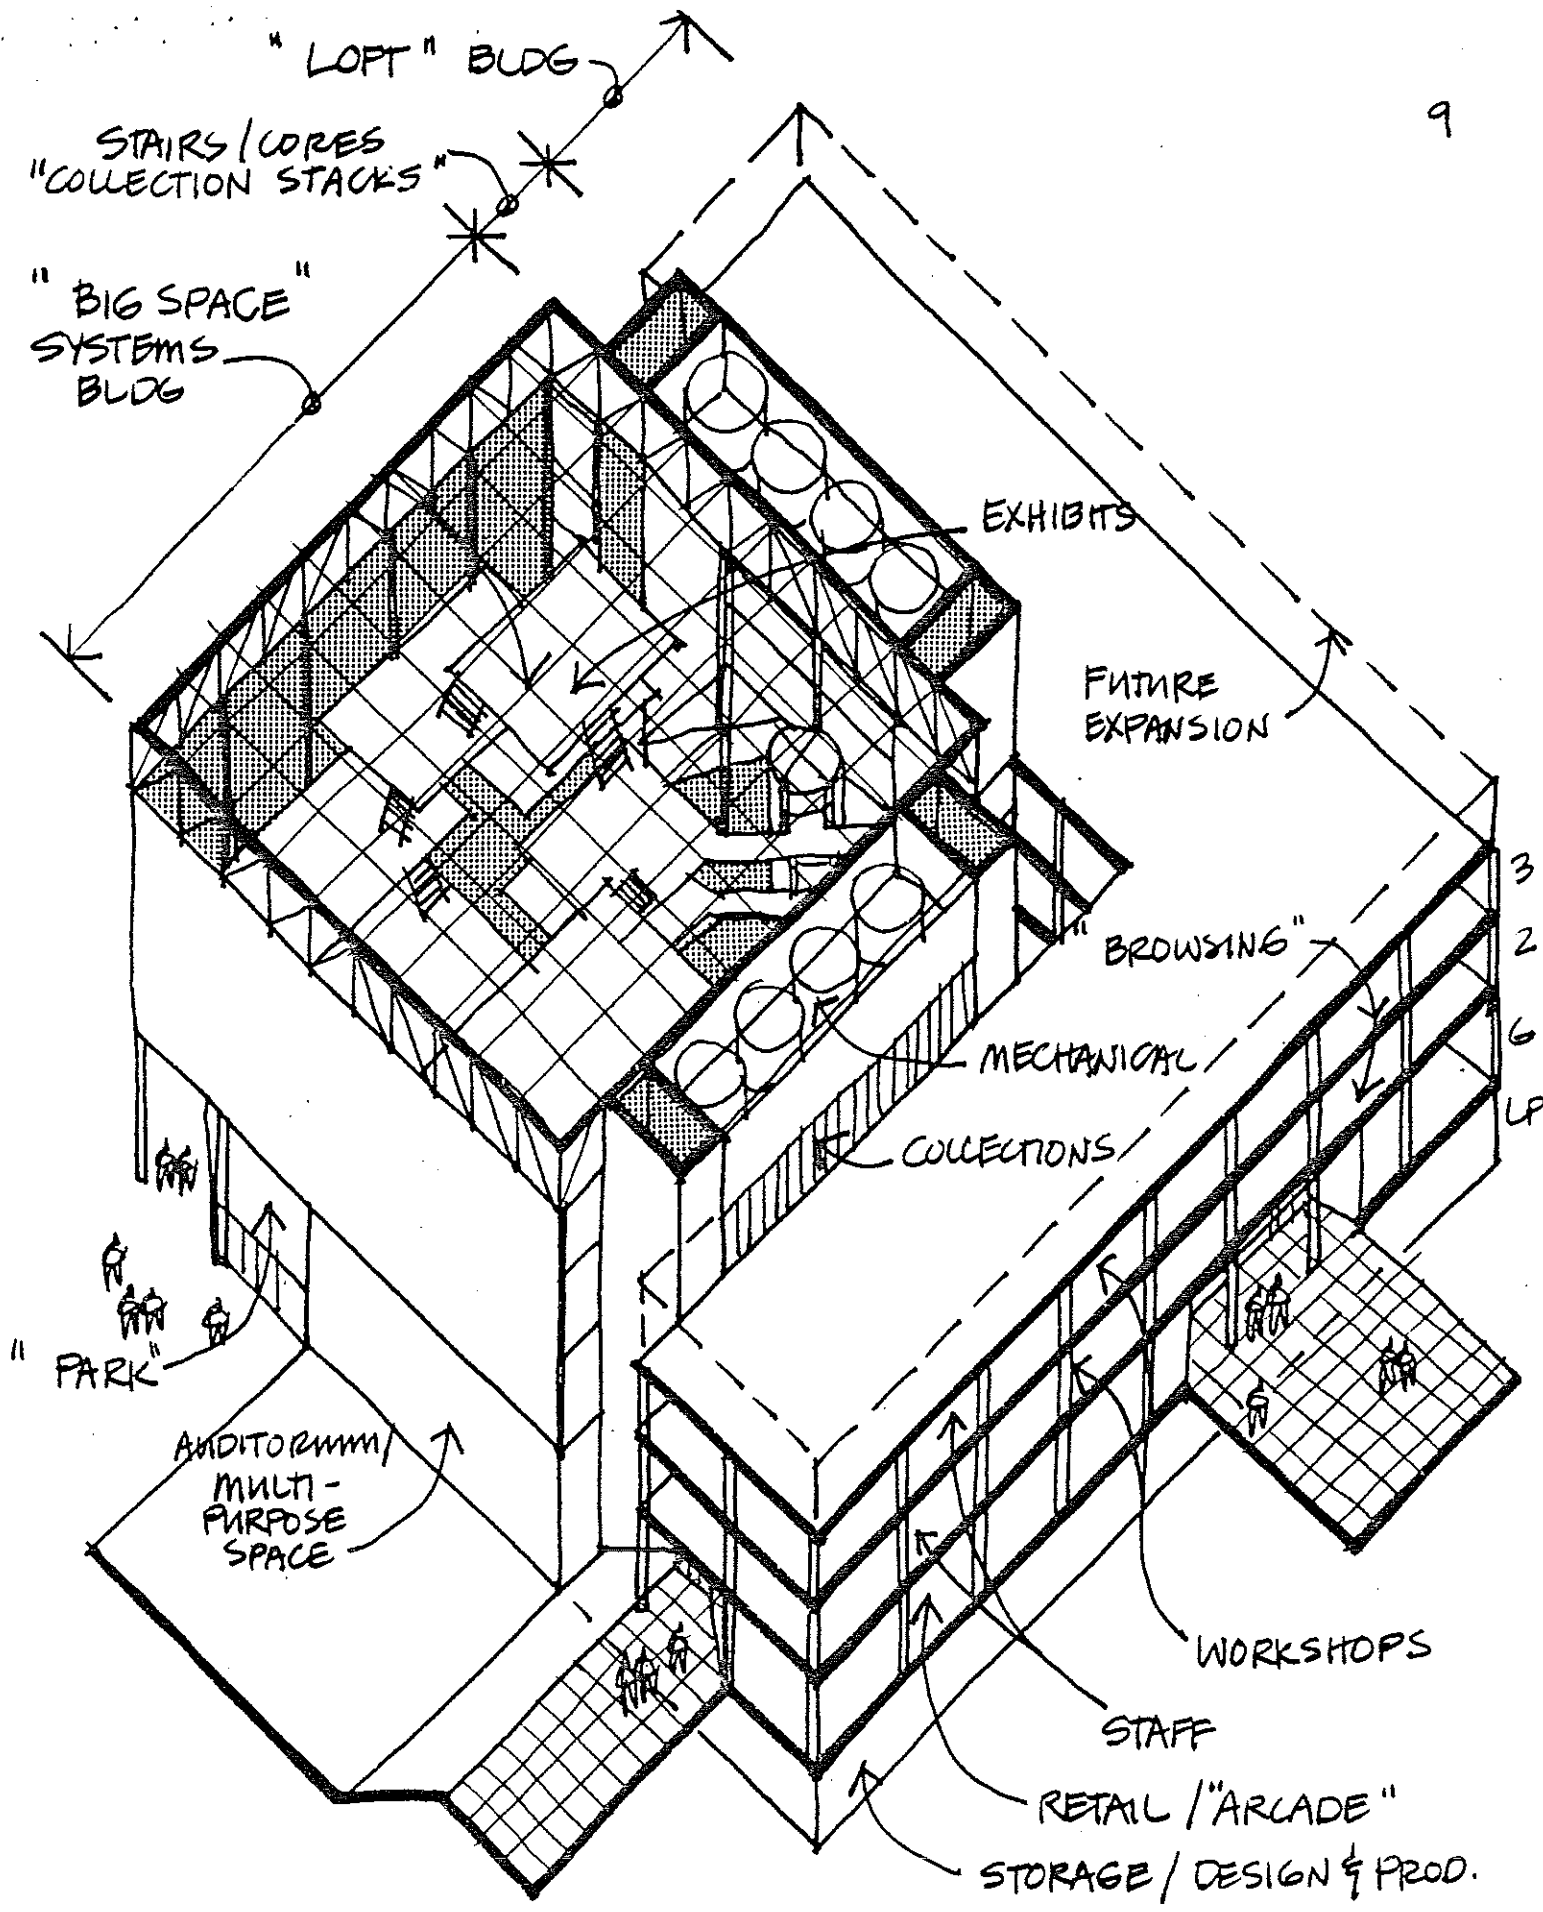 " LOFT " BLDG
9
STAIRS / CORES
"COLLECTION STACKS"
" BIG SPACE "
SYSTEMS
BLDG
EXHIBITS
FUTURE
EXPANSION
3
"BROWSING"
2
6
MECHANICAL
LP
COLLECTIONS
" PARK"
AUDITORIUM/
MULTI-
PURPOSE
SPACE
WORKSHOPS
STAFF
RETAIL / "ARCADE"
STORAGE / DESIGN & PROD.